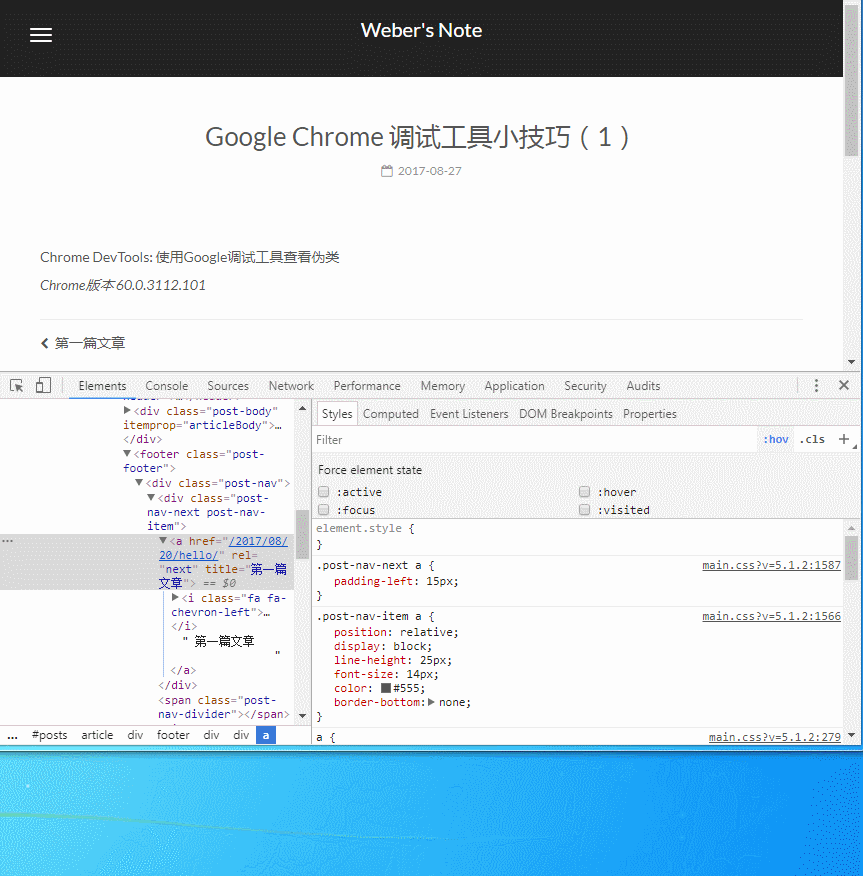 Weber's Note
Google Chrome 调试工具小技巧（1）
2017-08-27
Chrome DevTools: 使用Google调试工具查看伪类
Chrome版本60.0.3112.101
第一篇文章
Elements Console Sources Network Performance Memory Application Security Audits
<div class="post-body"
itemprop="articleBody">…
</div>
<footer class="post-
footer">
<div class="post-nav">
<div class="post-
nav-next post-nav-
item">
<a href="/2017/08/
20/hello/" rel=
"next" title="第一篇
文章"> == $0
<i class="fa fa-
chevron-left">…
</i>
" 第一篇文章
"
</a>
</div>
<span class="post-
nav-divider"></span>
... #posts article div footer div div a
Styles Computed Event Listeners DOM Breakpoints Properties
Filter :hov .cls +
Force element state
:active :hover
:focus :visited
element.style {
}
.post-nav-next a { main.css?v=5.1.2:1587
padding-left: 15px;
}
.post-nav-item a { main.css?v=5.1.2:1566
position: relative;
display: block;
line-height: 25px;
font-size: 14px;
color: #555;
border-bottom: none;
}
a { main.css?v=5.1.2:279